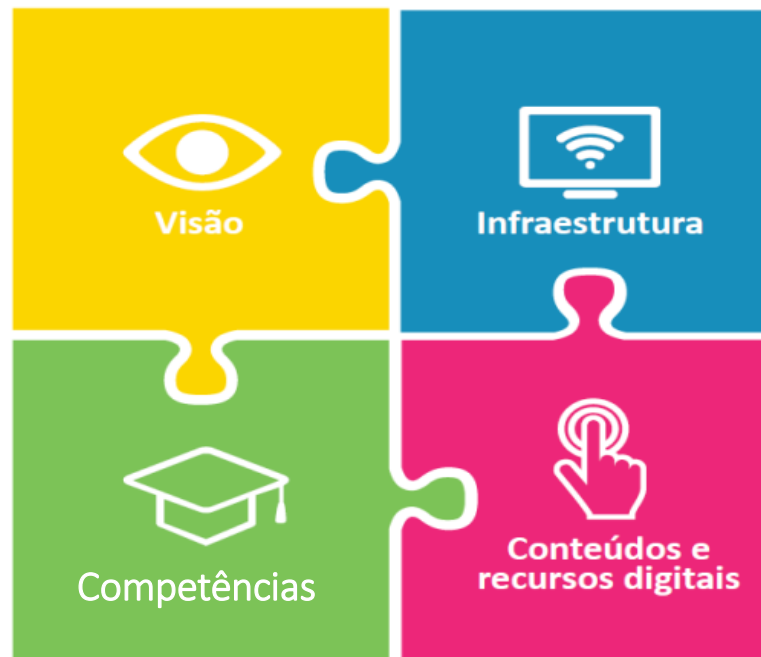 Visão
Infraestrutura
Competências
Conteúdos e
recursos digitais